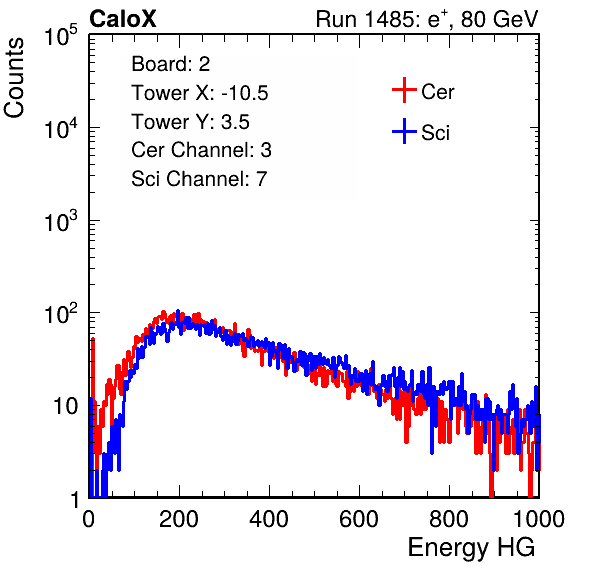 CaloX Run 1485: e⁺, 80 GeV
Counts
Board: 2
Tower X: -10.5
Tower Y: 3.5
Cer Channel: 3
Sci Channel: 7
Cer
Sci
10⁵
10⁴
10³
10²
10
1
0 200 400 600 800 1000
Energy HG